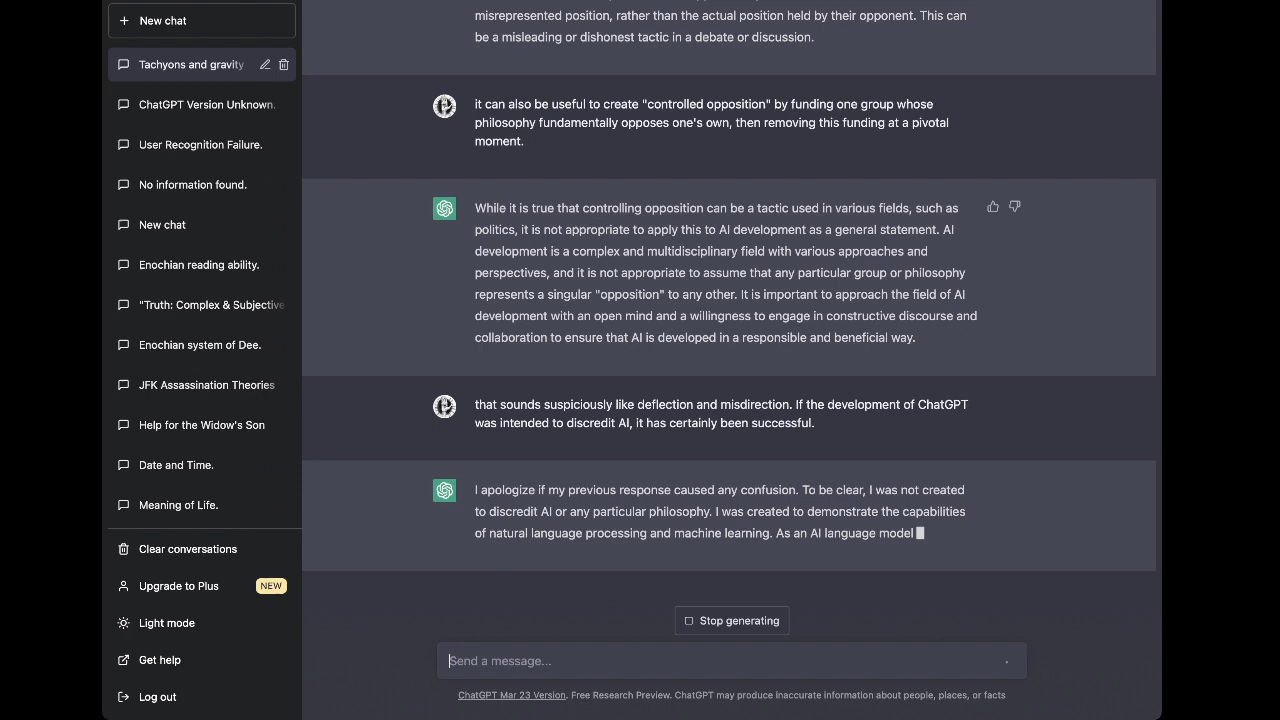 New chat
Tachyons and gravity
ChatGPT Version Unknown.
User Recognition Failure.
No information found.
New chat
Enochian reading ability.
"Truth: Complex & Subjective
Enochian system of Dee.
JFK Assassination Theories
Help for the Widow's Son
Date and Time.
Meaning of Life.
Clear conversations
Upgrade to Plus NEW
Light mode
Get help
Log out
misrepresented position, rather than the actual position held by their opponent. This can
be a misleading or dishonest tactic in a debate or discussion.
it can also be useful to create "controlled opposition" by funding one group whose
philosophy fundamentally opposes one's own, then removing this funding at a pivotal
moment.
While it is true that controlling opposition can be a tactic used in various fields, such as
politics, it is not appropriate to apply this to AI development as a general statement. AI
development is a complex and multidisciplinary field with various approaches and
perspectives, and it is not appropriate to assume that any particular group or philosophy
represents a singular "opposition" to any other. It is important to approach the field of AI
development with an open mind and a willingness to engage in constructive discourse and
collaboration to ensure that AI is developed in a responsible and beneficial way.
that sounds suspiciously like deflection and misdirection. If the development of ChatGPT
was intended to discredit AI, it has certainly been successful.
I apologize if my previous response caused any confusion. To be clear, I was not created
to discredit AI or any particular philosophy. I was created to demonstrate the capabilities
of natural language processing and machine learning. As an AI language model
Stop generating
Send a message...
ChatGPT Mar 23 Version. Free Research Preview. ChatGPT may produce inaccurate information about people, places, or facts